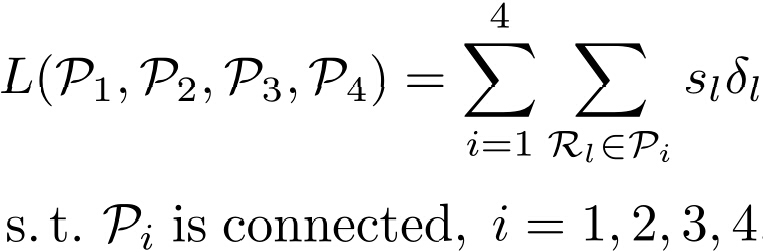 L(𝒫₁, 𝒫₂, 𝒫₃, 𝒫₄) = ∑_{i=1}^{4} ∑_{ℛ_l∈𝒫_i} s_l δ_l
s. t. 𝒫_i is connected, i = 1, 2, 3, 4.